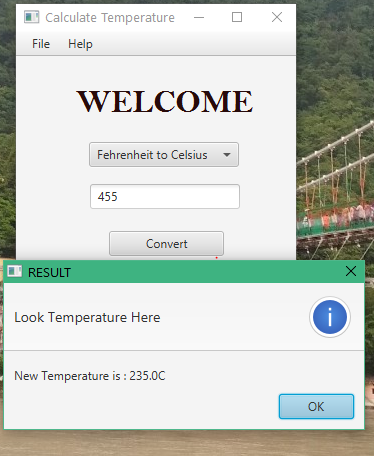 Calculate Temperature
File Help
WELCOME
Fehrenheit to Celsius
455
Convert
RESULT
Look Temperature Here
i
New Temperature is : 235.0C
OK